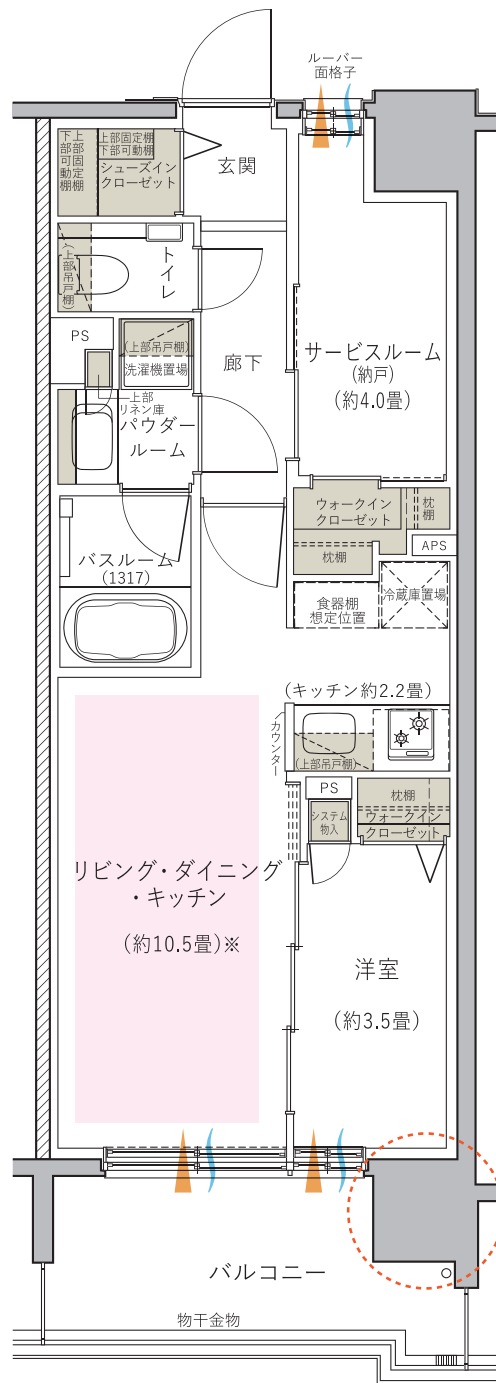 ルーバー
面格子
上部固定棚
下部可動棚
上部固定棚
下部可動棚
シューズイン
クローゼット
玄関
トイレ
(上部吊戸棚)
PS
(上部吊戸棚)
洗濯機置場
廊下
サービスルーム
(納戸)
(約4.0畳)
上部
リネン庫
パウダー
ルーム
ウォークイン
クローゼット
枕棚
枕棚
APS
バスルーム
(1317)
食器棚
想定位置
冷蔵庫置場
(キッチン約2.2畳)
カウンター
(上部吊戸棚)
PS
システム
物入
枕棚
ウォークイン
クローゼット
リビング・ダイニング
・キッチン
(約10.5畳)※
洋室
(約3.5畳)
バルコニー
物干金物